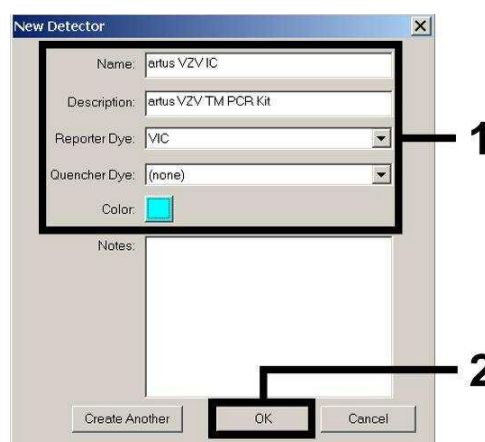 New Detector
Name: artus VZV IC
Description: artus VZV TM PCR Kit
Reporter Dye: VIC
Quencher Dye: (none)
Color:
Notes:
1
2
Create Another OK Cancel